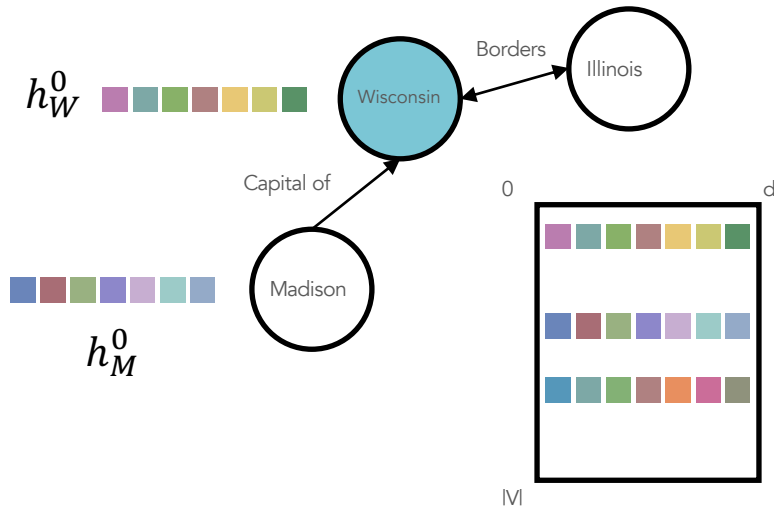 Borders
Illinois
Wisconsin
h_W^0
Capital of
0
d
Madison
h_M^0
|V|